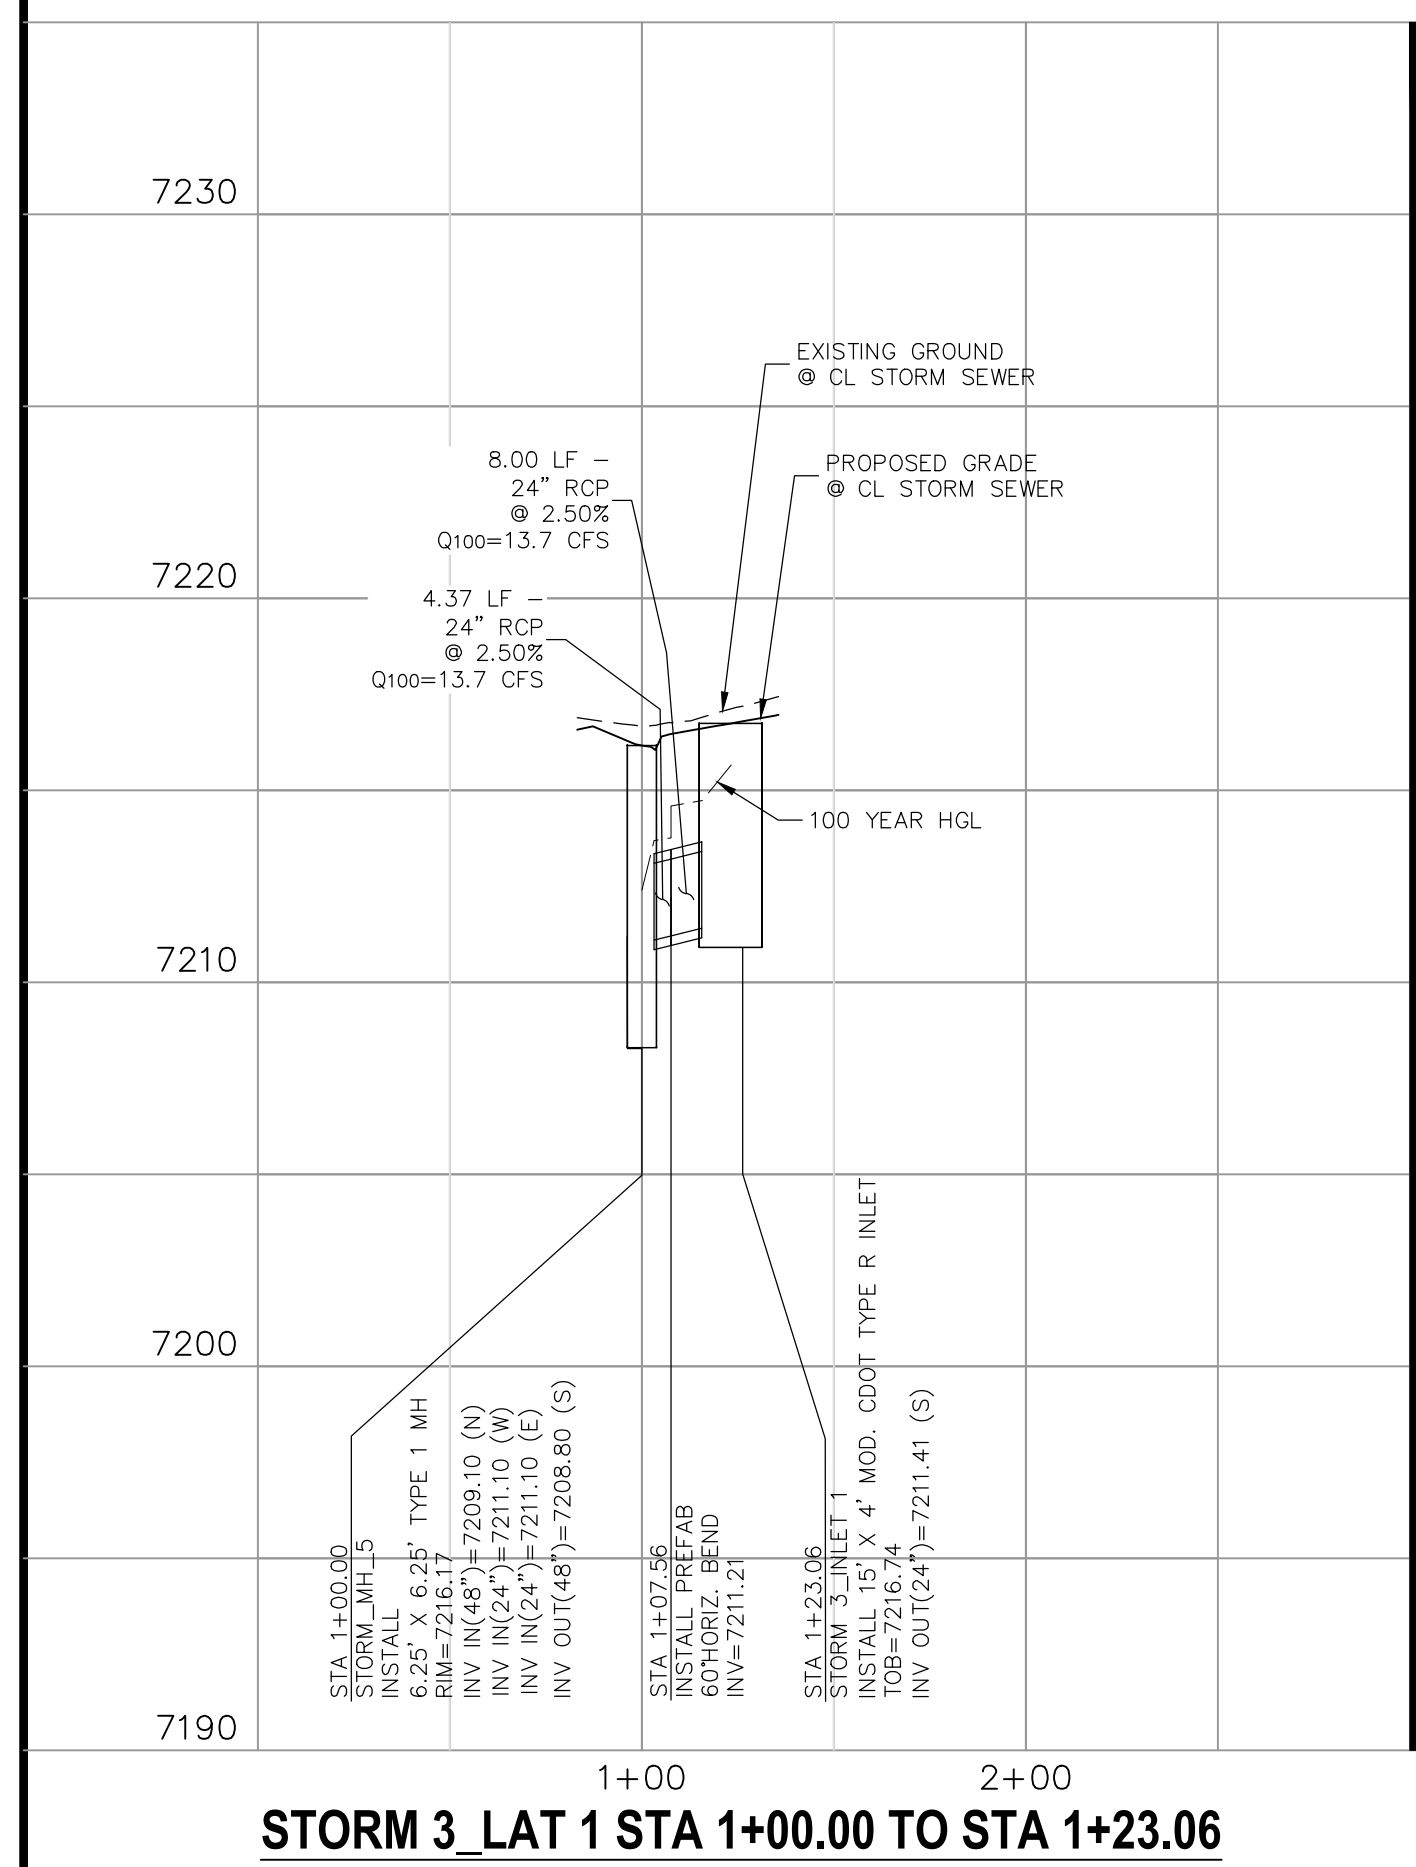 7230
EXISTING GROUND
@ CL STORM SEWER
8.00 LF –
24" RCP
@ 2.50%
Q100=13.7 CFS
PROPOSED GRADE
@ CL STORM SEWER
7220
4.37 LF –
24" RCP
@ 2.50%
Q100=13.7 CFS
100 YEAR HGL
7210
7200
STA 1+00.00
STORM_MH_5
INSTALL
6.25' X 6.25' TYPE 1 MH
RIM=7216.17
INV IN(48")=7209.10 (N)
INV IN(24")=7211.10 (W)
INV IN(24")=7211.10 (E)
INV OUT(48")=7208.80 (S)
STA 1+07.56
INSTALL PREFAB
60°HORIZ. BEND
INV=7211.21
STA 1+23.06
STORM 3_INLET 1
INSTALL 15' X 4' MOD. CDOT TYPE R INLET
TOB=7216.74
INV OUT(24")=7211.41 (S)
7190
1+00
2+00
STORM 3_LAT 1 STA 1+00.00 TO STA 1+23.06